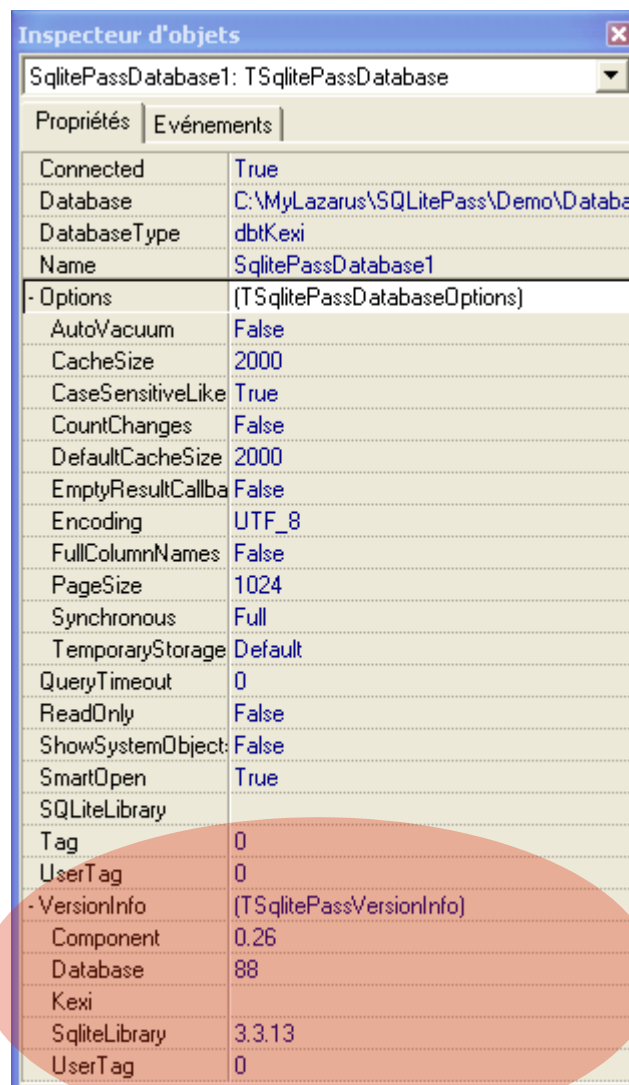 Inspecteur d'objets
SqlitePassDatabase1: TSqlitePassDatabase
Propriétés Evénements
Connected True
Database C:\MyLazarus\SQLitePass\Demo\Databa
DatabaseType dbtKexi
Name SqlitePassDatabase1
- Options (TSqlitePassDatabaseOptions)
AutoVacuum False
CacheSize 2000
CaseSensitiveLike True
CountChanges False
DefaultCacheSize 2000
EmptyResultCallba False
Encoding UTF_8
FullColumnNames False
PageSize 1024
Synchronous Full
TemporaryStorage Default
QueryTimeout 0
ReadOnly False
ShowSystemObject: False
SmartOpen True
SQLiteLibrary
Tag 0
UserTag 0
- VersionInfo (TSqlitePassVersionInfo)
Component 0.26
Database 88
Kexi
SqliteLibrary 3.3.13
UserTag 0